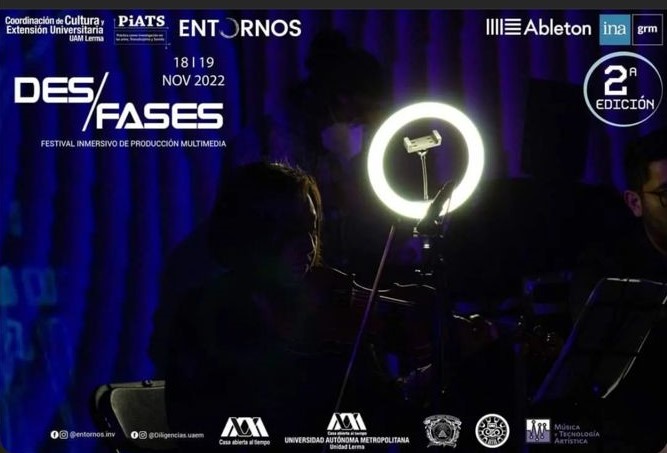 Coordinación de Cultura y
Extensión Universitaria
UAM Lerma
PiATS
ENTORNOS
Ableton
ina
grm
18 | 19
NOV 2022
DES/FASES
FESTIVAL INMERSIVO DE PRODUCCIÓN MULTIMEDIA
2ª
EDICIÓN
@entornos.inv
@Diligencias.uaem
Casa abierta al tiempo
Casa abierta al tiempo
UNIVERSIDAD AUTÓNOMA METROPOLITANA
Unidad Lerma
MÚSICA
Y TECNOLOGÍA
ARTÍSTICA